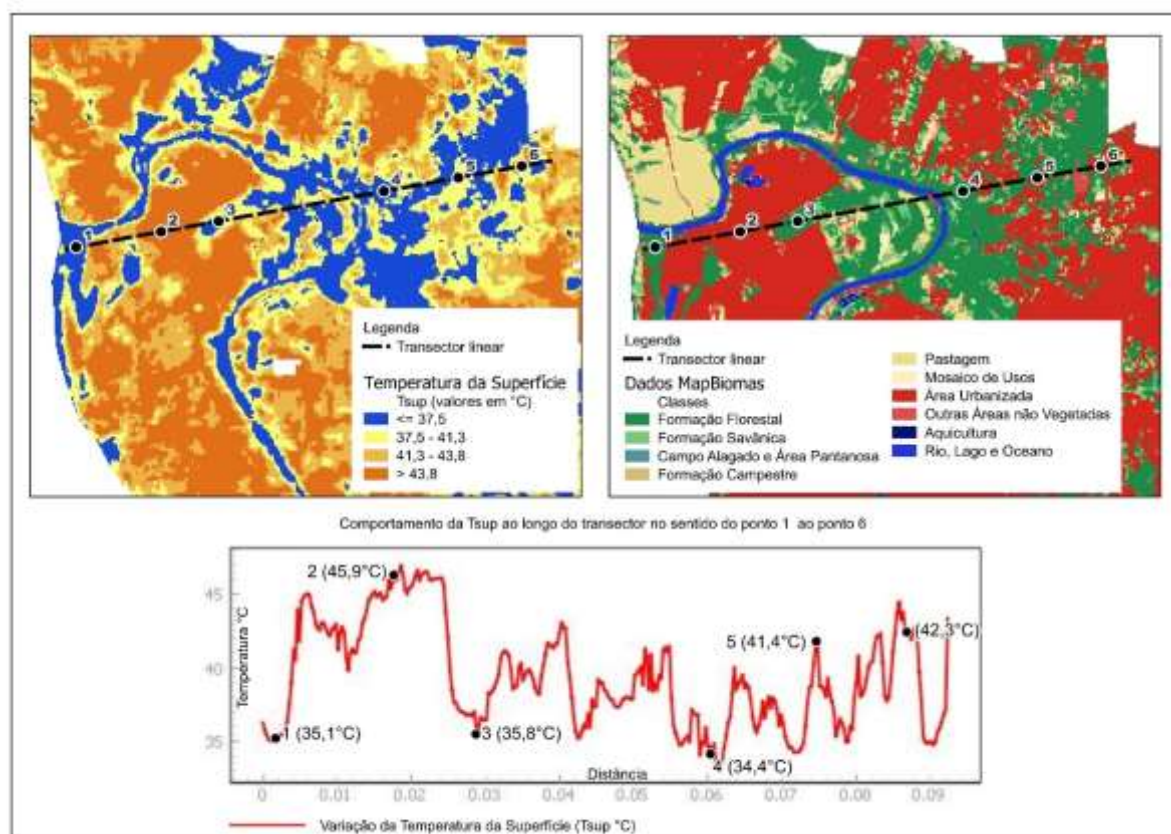 1
2
3
4
5
6
Legenda
Transector linear
Temperatura da Superfície
Tsup (valores em °C)
<= 37,5
37,5 - 41,3
41,3 - 43,8
> 43,8
1
2
3
4
5
6
Legenda
Transector linear
Dados MapBiomas
Classes
Formação Florestal
Formação Savânica
Campo Alagado e Área Pantanosa
Formação Campestre
Pastagem
Mosaico de Usos
Área Urbanizada
Outras Áreas não Vegetadas
Aquicultura
Rio, Lago e Oceano
Comportamento da Tsup ao longo do transector no sentido do ponto 1 ao ponto 6
Temperatura °C
45
40
35
2 (45,9°C)
1 (35,1°C)
3 (35,8°C)
4 (34,4°C)
5 (41,4°C)
(42,3°C)
Distância
0 0.01 0.02 0.03 0.04 0.05 0.06 0.07 0.08 0.09
Variação da Temperatura da Superfície (Tsup °C)